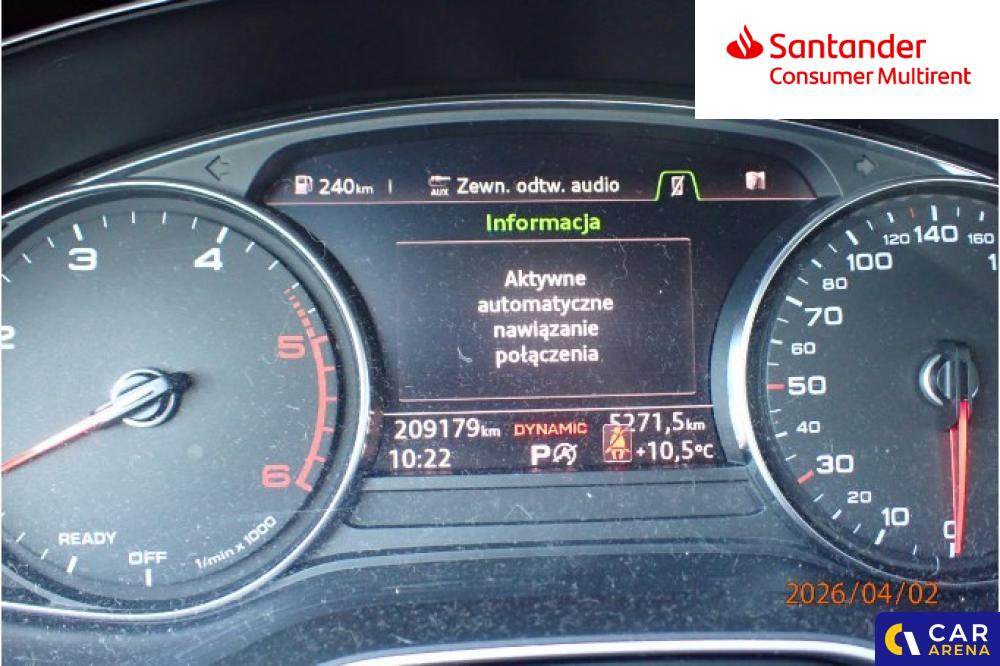 Santander
Consumer Multirent
240km
AUX Zewn. odtw. audio
Informacja
Aktywne
automatyczne
nawiązanie
połączenia
209179km DYNAMIC 5271,5km
10:22 P A +10,5°C
2 3 4 5 6
READY
OFF
1/min x 1000
0 10 20 30 40 50 60 70 80 100 120 140 160
2026/04/02
CAR
ARENA